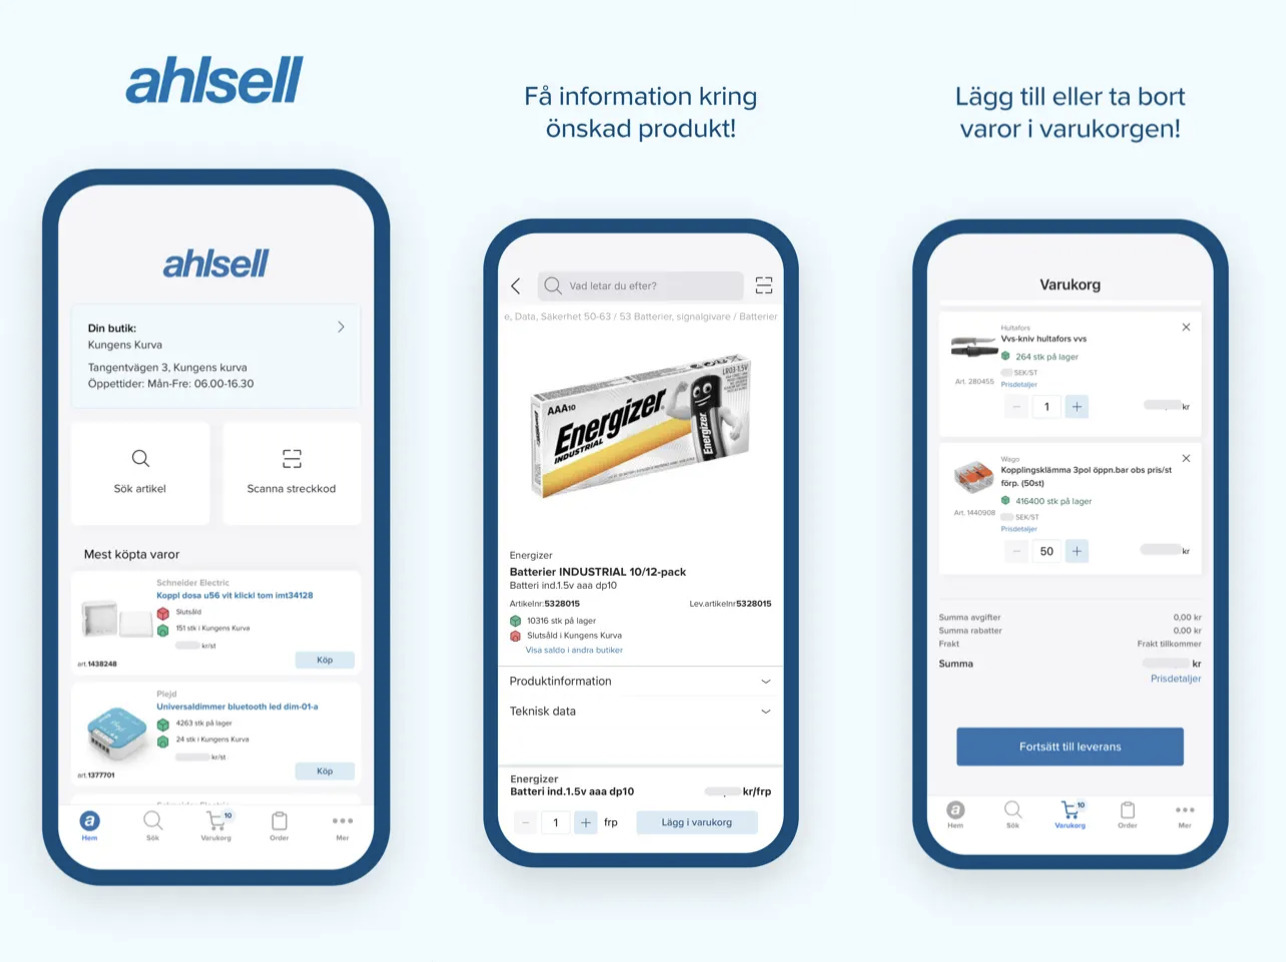 ahlsell
ahlsell
Din butik:
Kungens Kurva
Tangentvägen 3, Kungens kurva
Öppettider: Mån-Fre: 06.00-16.30
Sök artikel
Scanna streckkod
Mest köpta varor
Schneider Electric
Koppl dosa u56 vit klickl tom imt34128
Slutsåld
151 stk i Kungens Kurva
kr/st
art.1438248
Köp
Plejd
Universaldimmer bluetooth led dim-01-a
4263 stk på lager
24 stk i Kungens Kurva
kr/st
art.1377701
Köp
Hem
Sök
10
Varukorg
Order
Mer
Få information kring
önskad produkt!
Vad letar du efter?
e, Data, Säkerhet 50-63 / 53 Batterier, signalgivare / Batterier
AAA10
LR03·1.5V
Energizer
INDUSTRIAL
Energizer
Energizer
Batterier INDUSTRIAL 10/12-pack
Batteri ind.1.5v aaa dp10
Artikelnr:5328015
Lev.artikelnr5328015
10316 stk på lager
Slutsåld i Kungens Kurva
Visa saldo i andra butiker
Produktinformation
Teknisk data
Energizer
Batteri ind.1.5v aaa dp10
kr/frp
1
frp
Lägg i varukorg
Lägg till eller ta bort
varor i varukorgen!
Varukorg
Hultafors
Vvs-kniv hultafors vvs
264 stk på lager
SEK/ST
Art. 280455
Prisdetaljer
1
kr
Wago
Kopplingsklämma 3pol öppn.bar obs pris/st
förp. (50st)
416400 stk på lager
Art. 1440908
SEK/ST
Prisdetaljer
50
kr
Summa avgifter
0,00 kr
Summa rabatter
0,00 kr
Frakt
Frakt tillkommer
Summa
kr
Prisdetaljer
Fortsätt till leverans
Hem
Sök
10
Varukorg
Order
Mer